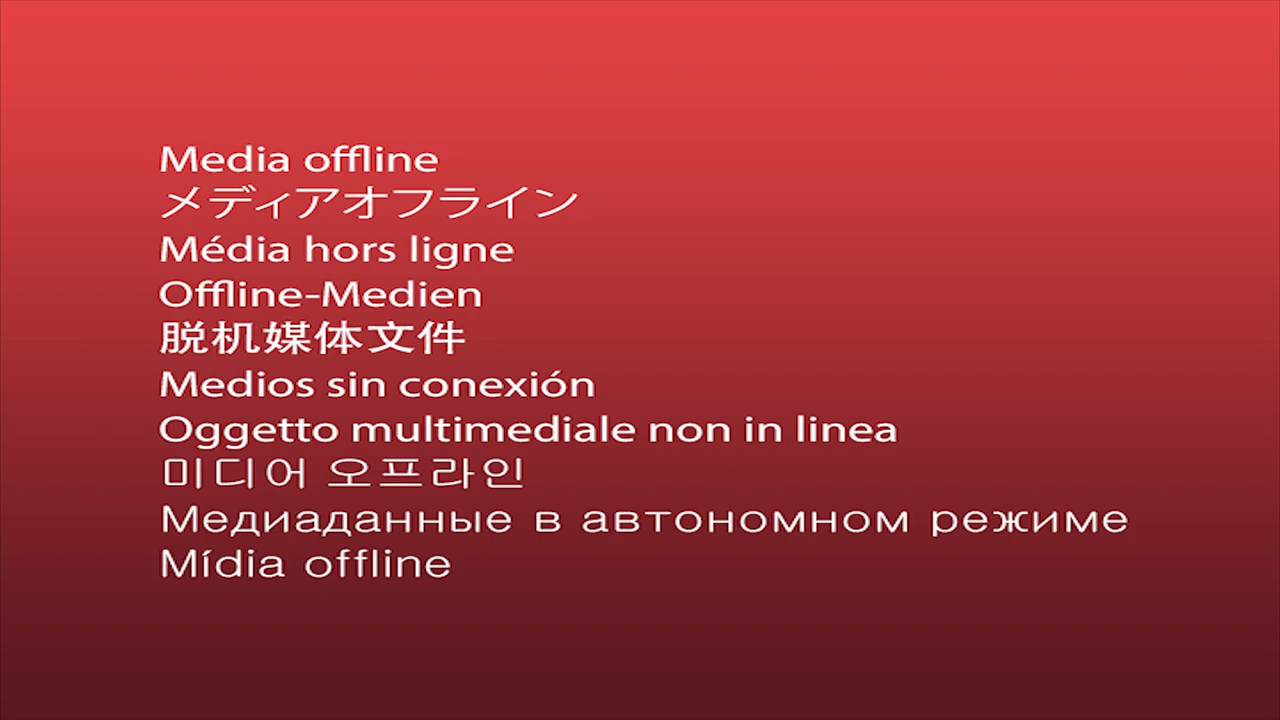 Media offline
メディアオフライン
Média hors ligne
Offline-Medien
脱机媒体文件
Medios sin conexión
Oggetto multimediale non in linea
미디어 오프라인
Медиаданные в автономном режиме
Mídia offline